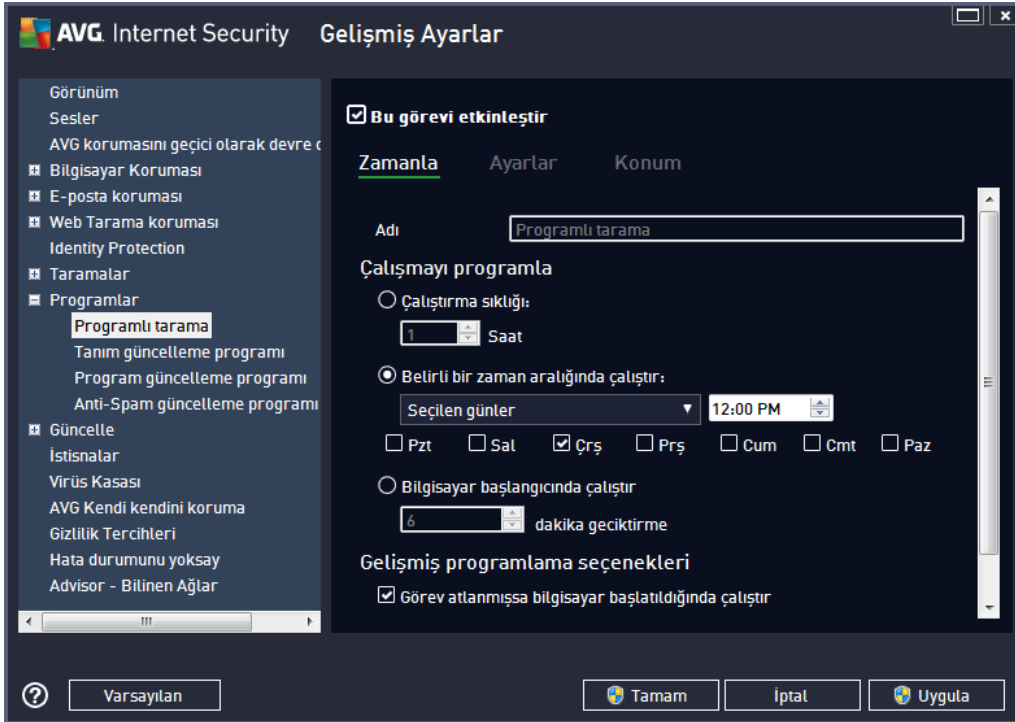 AVG. Internet Security Gelişmiş Ayarlar
Görünüm
Sesler
AVG korumasını geçici olarak devre d
Bilgisayar Koruması
E-posta koruması
Web Tarama koruması
Identity Protection
Taramalar
Programlar
Programlı tarama
Tanım güncelleme programı
Program güncelleme programı
Anti-Spam güncelleme programı
Güncelle
İstisnalar
Virüs Kasası
AVG Kendi kendini koruma
Gizlilik Tercihleri
Hata durumunu yoksay
Advisor - Bilinen Ağlar
Bu görevi etkinleştir
Zamanla Ayarlar Konum
Adı Programlı tarama
Çalışmayı programla
Çalıştırma sıklığı:
1 Saat
Belirli bir zaman aralığında çalıştır:
Seçilen günler 12:00 PM
Pzt Sal Çrş Prş Cum Cmt Paz
Bilgisayar başlangıcında çalıştır
6 dakika geciktirme
Gelişmiş programlama seçenekleri
Görev atlanmışsa bilgisayar başlatıldığında çalıştır
? Varsayılan Tamam İptal Uygula